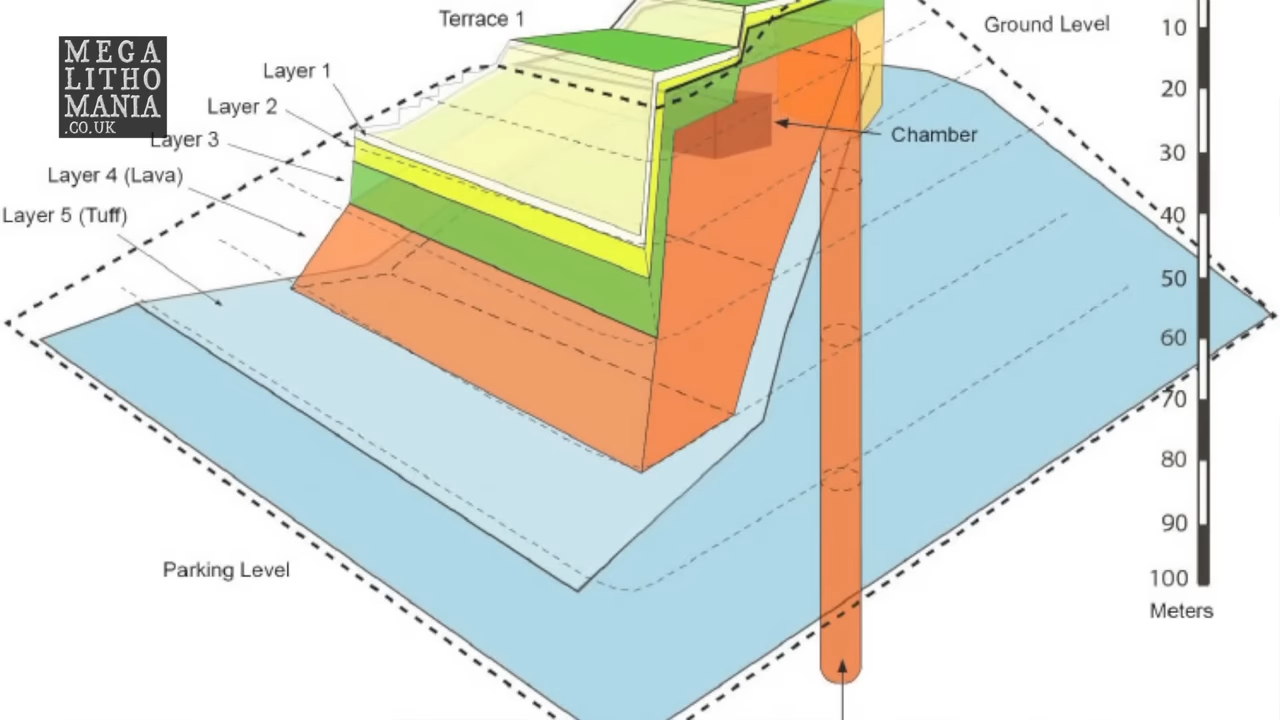 Terrace 1
Ground Level
MEGA
LITHO
MANIA
.CO.UK
Layer 1
Layer 2
Layer 3
Layer 4 (Lava)
Layer 5 (Tuff)
Chamber
Parking Level
10
20
30
40
50
60
70
80
90
100
Meters